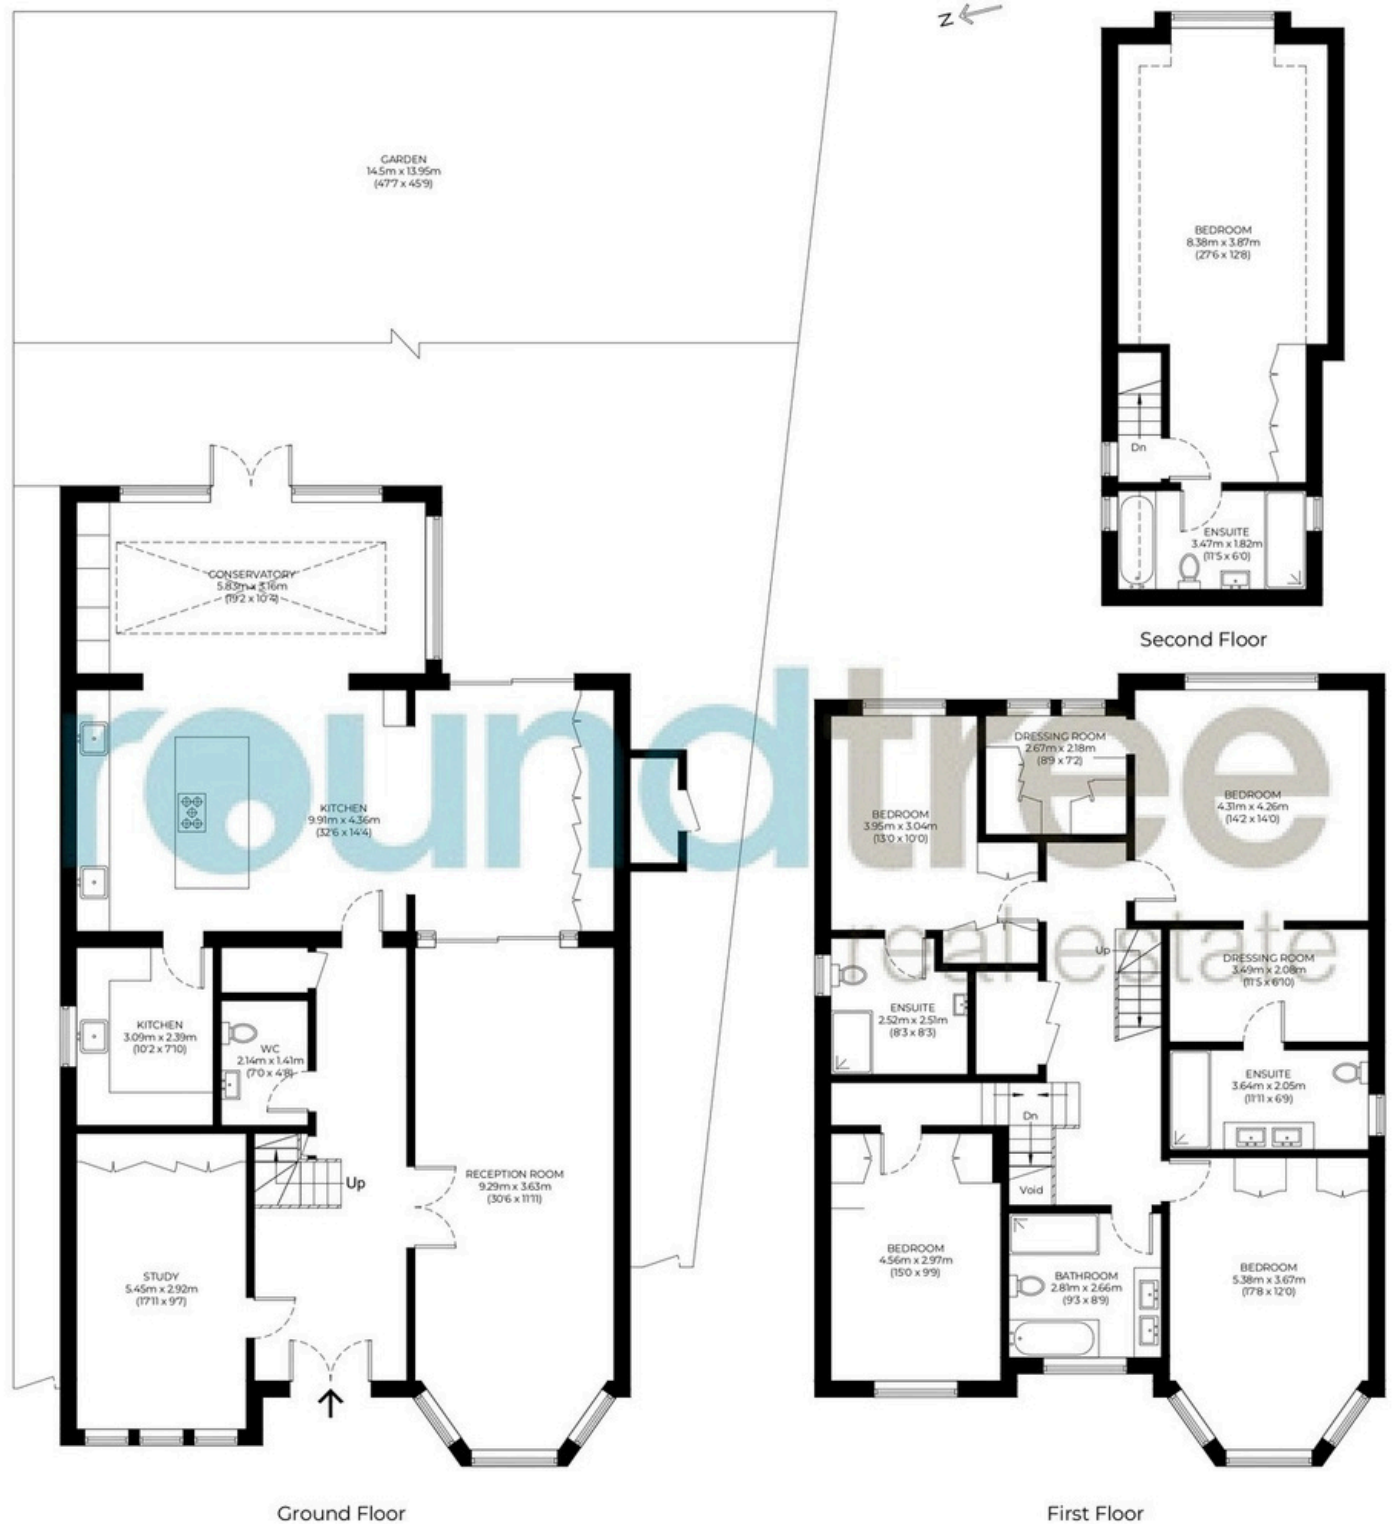 N
GARDEN
14.5m x 13.95m
(47'7 x 45'9)
BEDROOM
8.38m x 3.87m
(27'6 x 12'8)
Dn
ENSUITE
3.47m x 1.82m
(11'5 x 6'0)
Second Floor
CONSERVATORY
5.83m x 3.16m
(19'2 x 10'4)
KITCHEN
9.91m x 4.36m
(32'6 x 14'4)
KITCHEN
3.09m x 2.39m
(10'2 x 7'10)
WC
2.14m x 1.41m
(7'0 x 4'8)
Up
RECEPTION ROOM
9.29m x 3.63m
(30'6 x 11'11)
STUDY
5.45m x 2.92m
(17'11 x 9'7)
Ground Floor
roundtree
real estate
DRESSING ROOM
2.67m x 2.18m
(8'9 x 7'2)
BEDROOM
3.95m x 3.04m
(13'0 x 10'0)
BEDROOM
4.31m x 4.26m
(14'2 x 14'0)
Up
DRESSING ROOM
3.49m x 2.08m
(11'5 x 6'10)
ENSUITE
2.52m x 2.51m
(8'3 x 8'3)
ENSUITE
3.64m x 2.05m
(11'11 x 6'9)
Dn
Void
BEDROOM
4.56m x 2.97m
(15'0 x 9'9)
BATHROOM
2.81m x 2.66m
(9'3 x 8'9)
BEDROOM
5.38m x 3.67m
(17'8 x 12'0)
First Floor